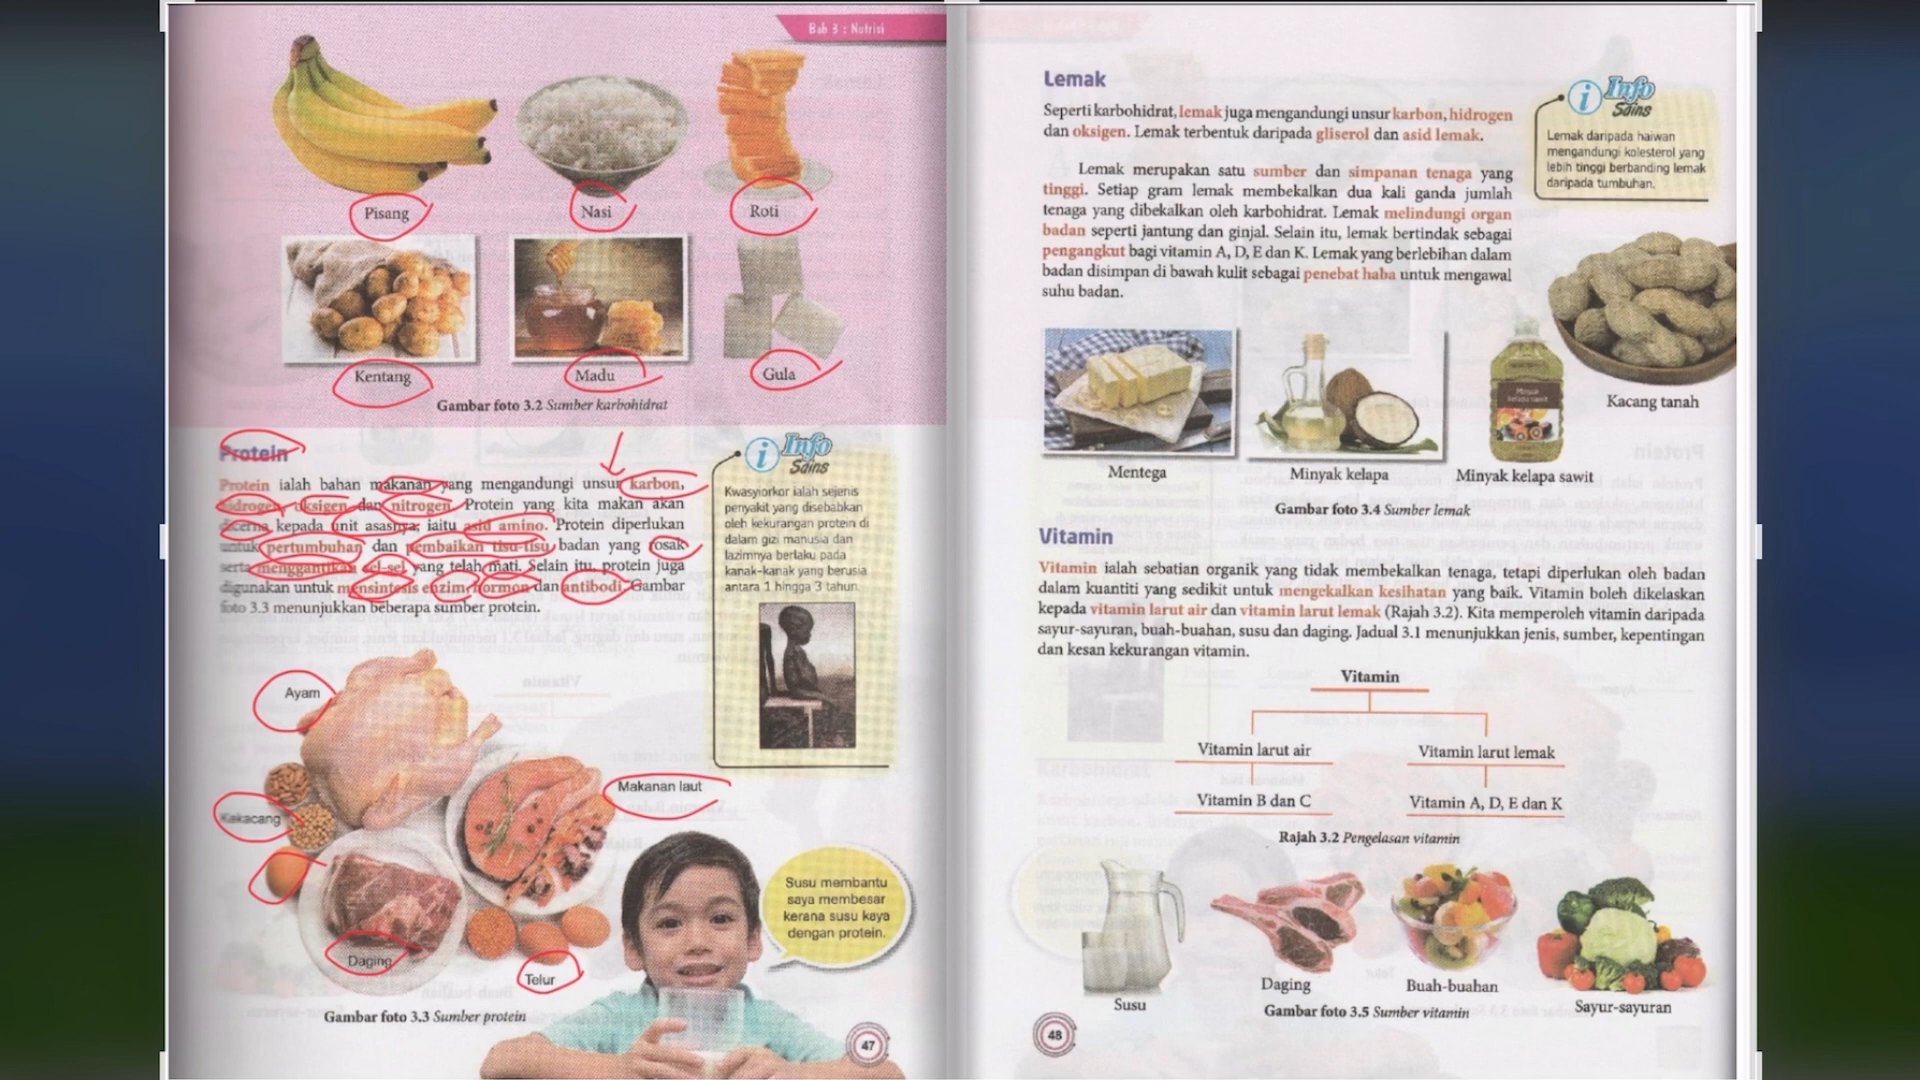 Bab 3 : Nutrisi
Pisang
Nasi
Roti
Kentang
Madu
Gula
Gambar foto 3.2 Sumber karbohidrat
Protein
Protein ialah bahan makanan yang mengandungi unsur karbon,
hidrogen, oksigen dan nitrogen. Protein yang kita makan akan
dicerna kepada unit asasnya, iaitu asid amino. Protein diperlukan
untuk pertumbuhan dan pembaikan tisu-tisu badan yang rosak
serta menggantikan sel-sel yang telah mati. Selain itu, protein juga
digunakan untuk mensintesis enzim, hormon dan antibodi. Gambar
foto 3.3 menunjukkan beberapa sumber protein.
Info
Sains
Kwasyiorkor ialah sejenis
penyakit yang disebabkan
oleh kekurangan protein di
dalam gizi manusia dan
lazimnya berlaku pada
kanak-kanak yang berusia
antara 1 hingga 3 tahun.
Ayam
Makanan laut
Kekacang
Daging
Telur
Susu membantu
saya membesar
kerana susu kaya
dengan protein.
Gambar foto 3.3 Sumber protein
47
Lemak
Seperti karbohidrat, lemak juga mengandungi unsur karbon, hidrogen
dan oksigen. Lemak terbentuk daripada gliserol dan asid lemak.
Lemak merupakan satu sumber dan simpanan tenaga yang
tinggi. Setiap gram lemak membekalkan dua kali ganda jumlah
tenaga yang dibekalkan oleh karbohidrat. Lemak melindungi organ
badan seperti jantung dan ginjal. Selain itu, lemak bertindak sebagai
pengangkut bagi vitamin A, D, E dan K. Lemak yang berlebihan dalam
badan disimpan di bawah kulit sebagai penebat haba untuk mengawal
suhu badan.
Info
Sains
Lemak daripada haiwan
mengandungi kolesterol yang
lebih tinggi berbanding lemak
daripada tumbuhan.
Minyak
kelapa sawit
Kacang tanah
Mentega
Minyak kelapa
Minyak kelapa sawit
Gambar foto 3.4 Sumber lemak
Vitamin
Vitamin ialah sebatian organik yang tidak membekalkan tenaga, tetapi diperlukan oleh badan
dalam kuantiti yang sedikit untuk mengekalkan kesihatan yang baik. Vitamin boleh dikelaskan
kepada vitamin larut air dan vitamin larut lemak (Rajah 3.2). Kita memperoleh vitamin daripada
sayur-sayuran, buah-buahan, susu dan daging. Jadual 3.1 menunjukkan jenis, sumber, kepentingan
dan kesan kekurangan vitamin.
Vitamin
Vitamin larut air
Vitamin larut lemak
Vitamin B dan C
Vitamin A, D, E dan K
Rajah 3.2 Pengelasan vitamin
Susu
Daging
Buah-buahan
Sayur-sayuran
Gambar foto 3.5 Sumber vitamin
48